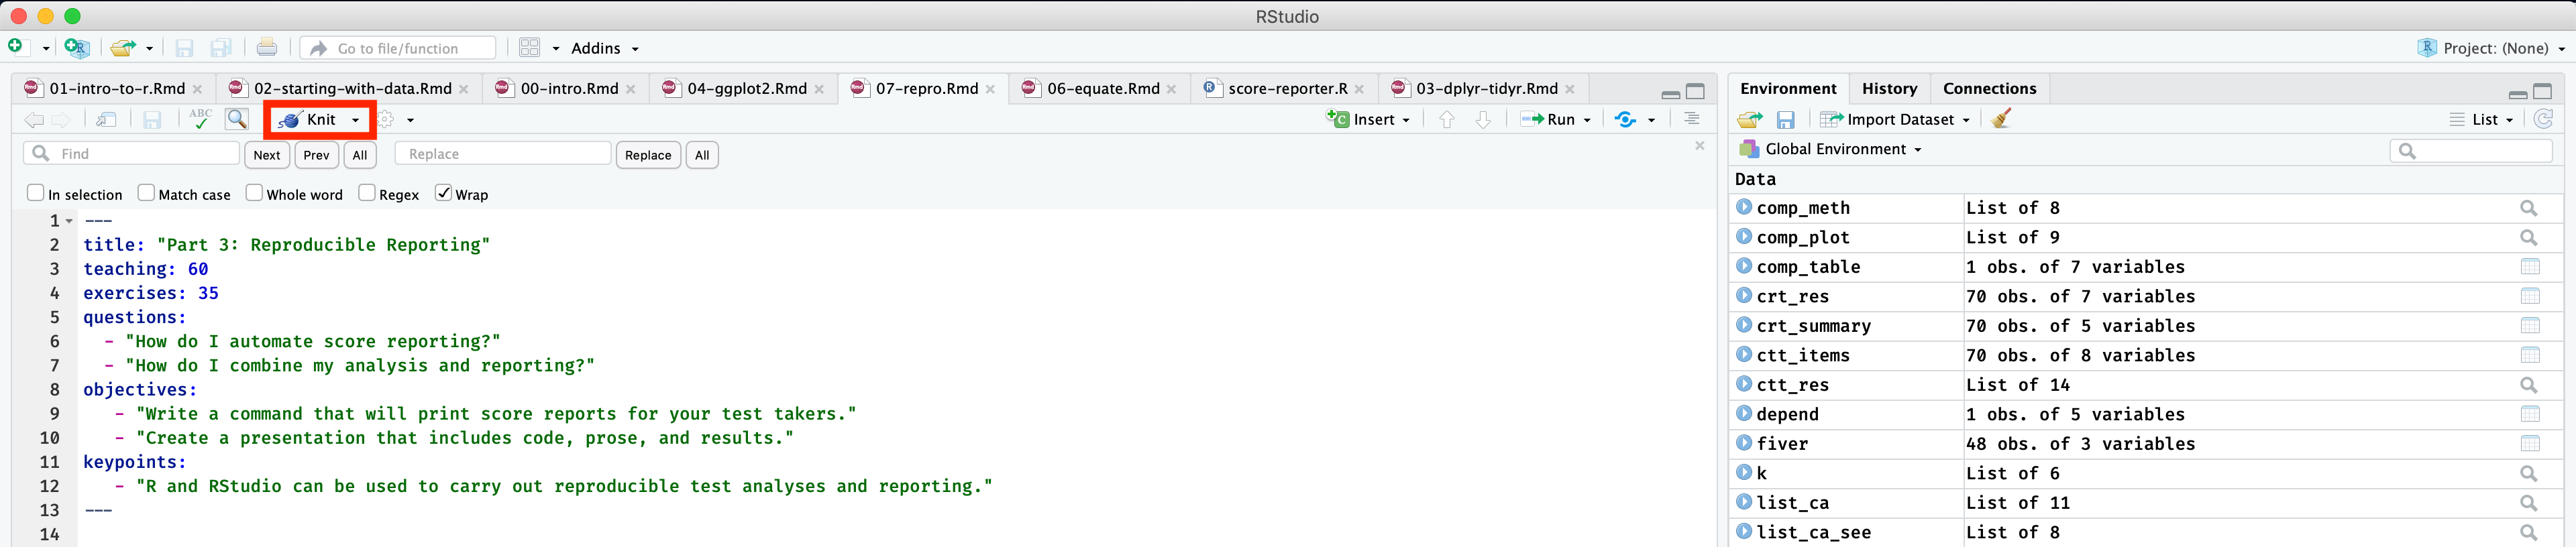 RStudio
Go to file/function
Addins
Project: (None)
01-intro-to-r.Rmd
02-starting-with-data.Rmd
00-intro.Rmd
04-ggplot2.Rmd
07-repro.Rmd
06-equate.Rmd
score-reporter.R
03-dplyr-tidyr.Rmd
ABC
Knit
Insert
Run
Find
Next
Prev
All
Replace
Replace
All
In selection
Match case
Whole word
Regex
Wrap
1 ---
2 title: "Part 3: Reproducible Reporting"
3 teaching: 60
4 exercises: 35
5 questions:
6 - "How do I automate score reporting?"
7 - "How do I combine my analysis and reporting?"
8 objectives:
9 - "Write a command that will print score reports for your test takers."
10 - "Create a presentation that includes code, prose, and results."
11 keypoints:
12 - "R and RStudio can be used to carry out reproducible test analyses and reporting."
13 ---
14
Environment
History
Connections
Import Dataset
List
Global Environment
Data
comp_meth List of 8
comp_plot List of 9
comp_table 1 obs. of 7 variables
crt_res 70 obs. of 7 variables
crt_summary 70 obs. of 5 variables
ctt_items 70 obs. of 8 variables
ctt_res List of 14
depend 1 obs. of 5 variables
fiver 48 obs. of 3 variables
k List of 6
list_ca List of 11
list_ca_see List of 8